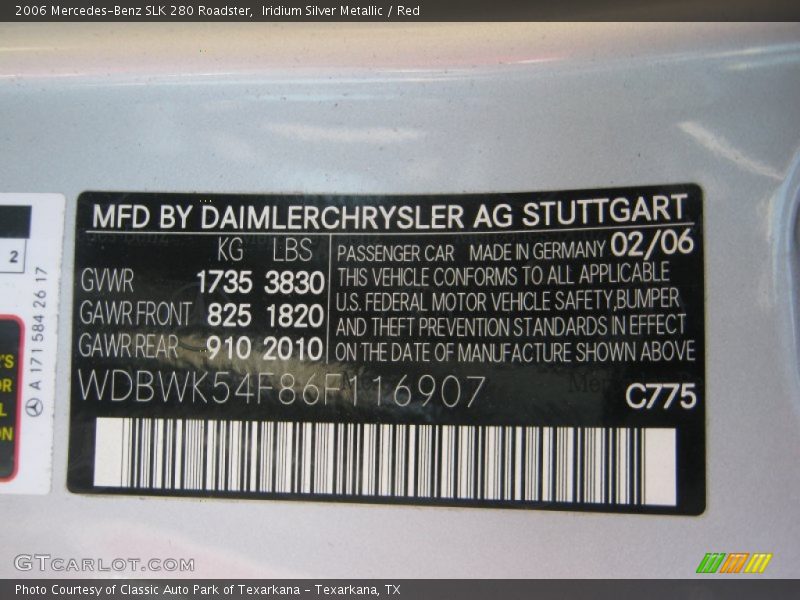 2006 Mercedes-Benz SLK 280 Roadster,  Iridium Silver Metallic / Red
MFD BY DAIMLERCHRYSLER AG STUTTGART
KG LBS
GVWR 1735 3830
GAWR FRONT 825 1820
GAWR REAR 910 2010
PASSENGER CAR MADE IN GERMANY 02/06
THIS VEHICLE CONFORMS TO ALL APPLICABLE
U.S. FEDERAL MOTOR VEHICLE SAFETY,BUMPER
AND THEFT PREVENTION STANDARDS IN EFFECT
ON THE DATE OF MANUFACTURE SHOWN ABOVE
WDBWK54F86F116907
C775
2
A 171 584 26 17
GTCARLOT.COM
Photo Courtesy of Classic Auto Park of Texarkana - Texarkana, TX